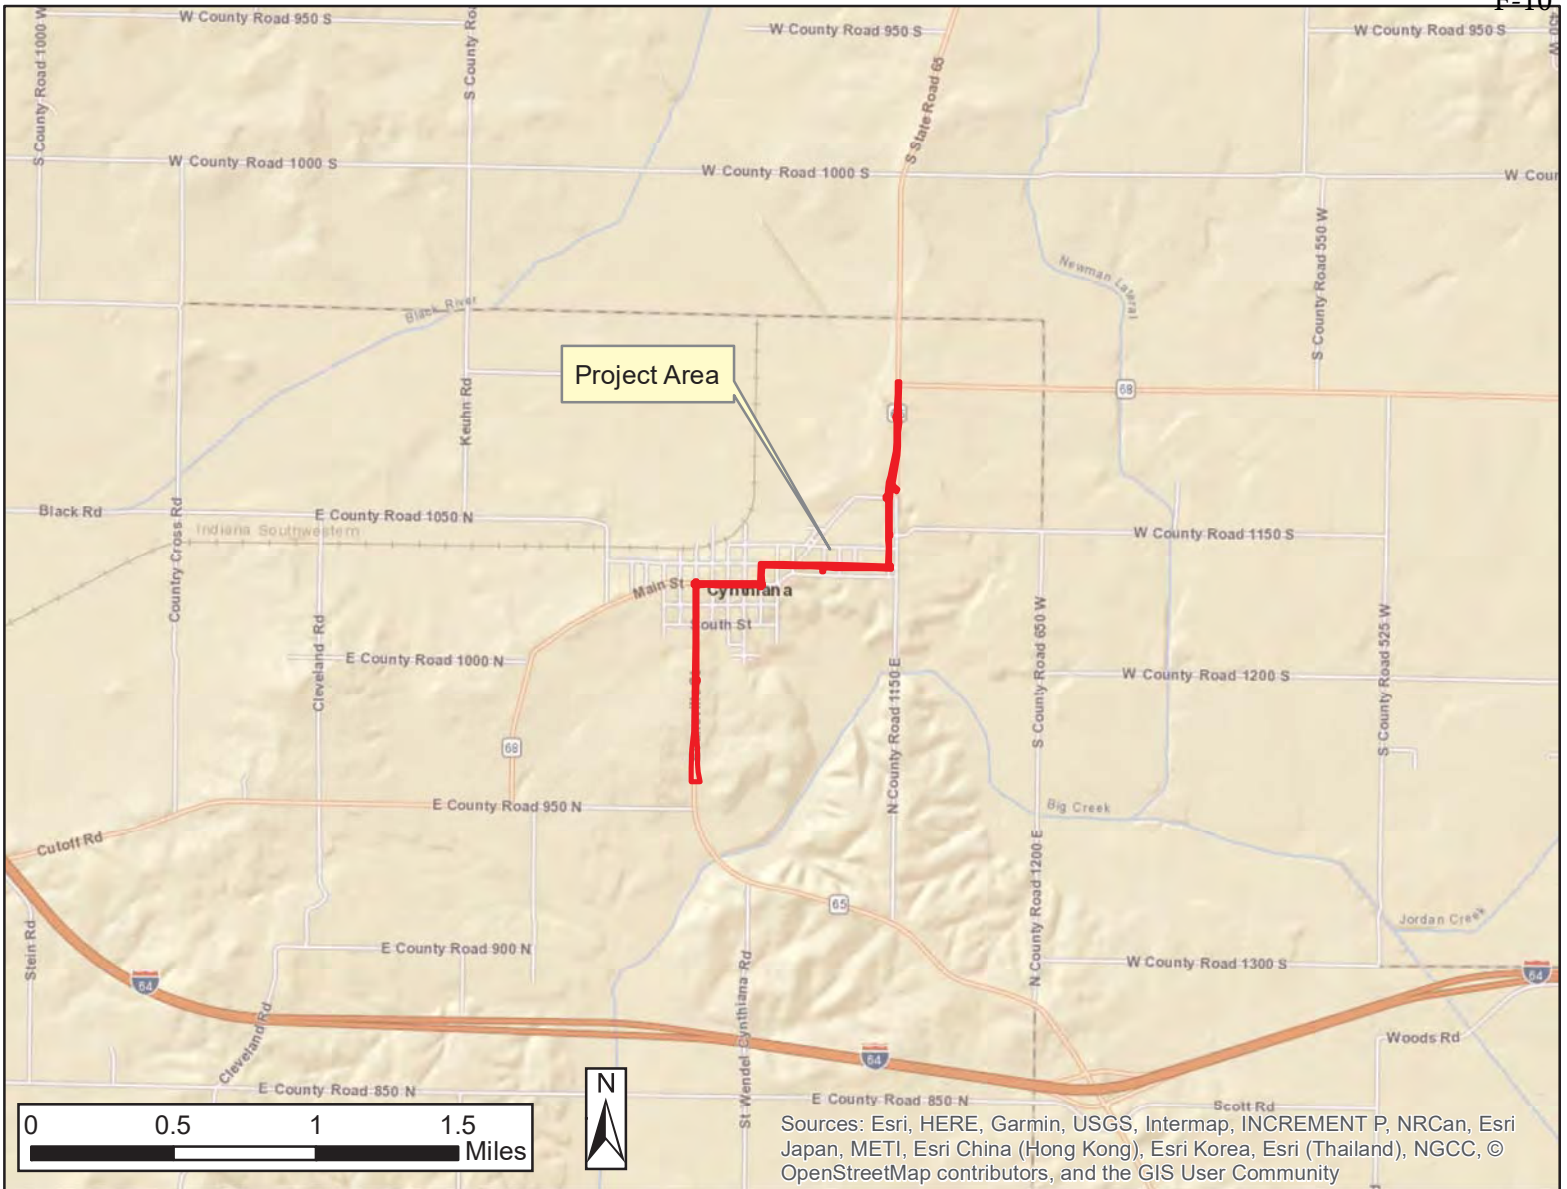 F-10
W County Road 950 S
W County Road 950 S
W County Road 950 S
S County Road 1000 W
S County Roa
450 W
S State Road 65
W County Road 1000 S
W County Road 1000 S
W Coun
S County Road 550 W
Newman Lateral
Black River
Project Area
68
Keuhn Rd
Black Rd
E County Road 1050 N
Indiana Southwestern
W County Road 1150 S
Country Cross Rd
Main St
Cynthiana
South St
Cleveland Rd
E County Road 1000 N
S County Road 650 W
S County Road 525 W
W County Road 1200 S
N County Road 1150 E
68
E County Road 950 N
Big Creek
Cutoff Rd
N County Road 1200 E
65
Jordan Creek
Stein Rd
E County Road 900 N
St Wendel Cynthiana Rd
W County Road 1300 S
64
64
Cleveland Rd
Woods Rd
64
N
E County Road 850 N
E County Road 850 N
Scott Rd
0 0.5 1 1.5
Miles
Sources: Esri, HERE, Garmin, USGS, Intermap, INCREMENT P, NRCan, Esri
Japan, METI, Esri China (Hong Kong), Esri Korea, Esri (Thailand), NGCC, ©
OpenStreetMap contributors, and the GIS User Community